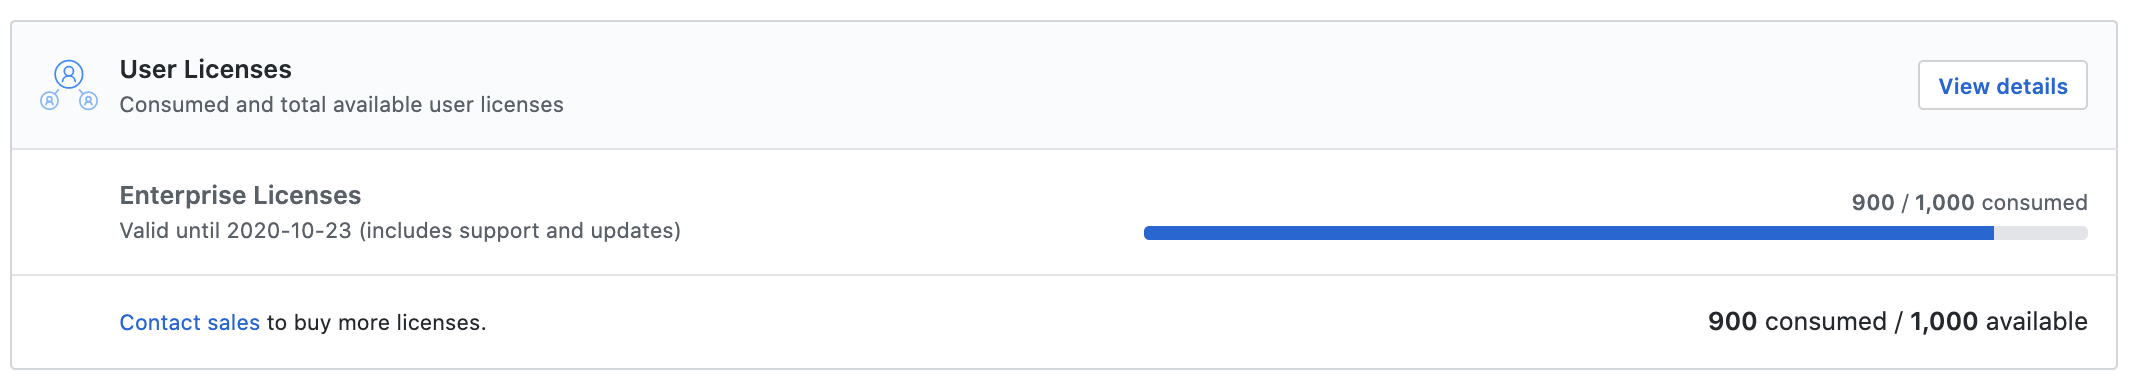 User Licenses
Consumed and total available user licenses
View details
Enterprise Licenses
Valid until 2020-10-23 (includes support and updates)
900 / 1,000 consumed
Contact sales to buy more licenses.
900 consumed / 1,000 available